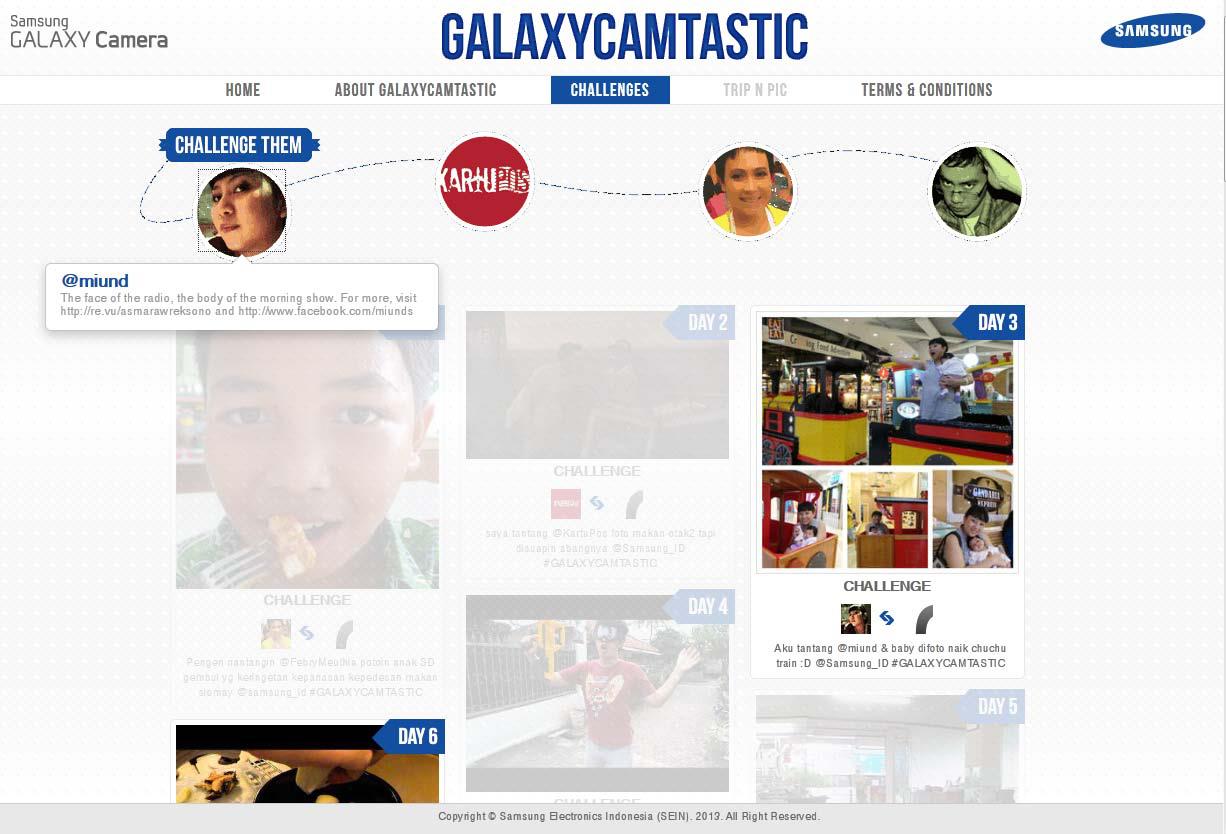 Samsung
GALAXY Camera
GALAXYCAMTASTIC
SAMSUNG
HOME
ABOUT GALAXYCAMTASTIC
CHALLENGES
TRIP N PIC
TERMS & CONDITIONS
CHALLENGE THEM
KARTUPOS
@miund
The face of the radio, the body of the morning show. For more, visit
http://re.vu/asmarawreksono and http://www.facebook.com/miunds
DAY 2
CHALLENGE
saya tantang @KartuPos foto makan otak2 tapi
disuapin abangnya @Samsung_ID
#GALAXYCAMTASTIC
DAY 3
EAT
EAT
GANDARIA
EXPRESS
CHALLENGE
Aku tantang @miund & baby difoto naik chuchu
train :D @Samsung_ID #GALAXYCAMTASTIC
CHALLENGE
Pengen nantangin @FebryMeuthia potoin anak SD
gembul yg keringetan kepanasan kepedesan makan
siomay @samsung_id #GALAXYCAMTASTIC
DAY 4
CHALLENGE
DAY 5
DAY 6
Copyright © Samsung Electronics Indonesia (SEIN). 2013. All Right Reserved.